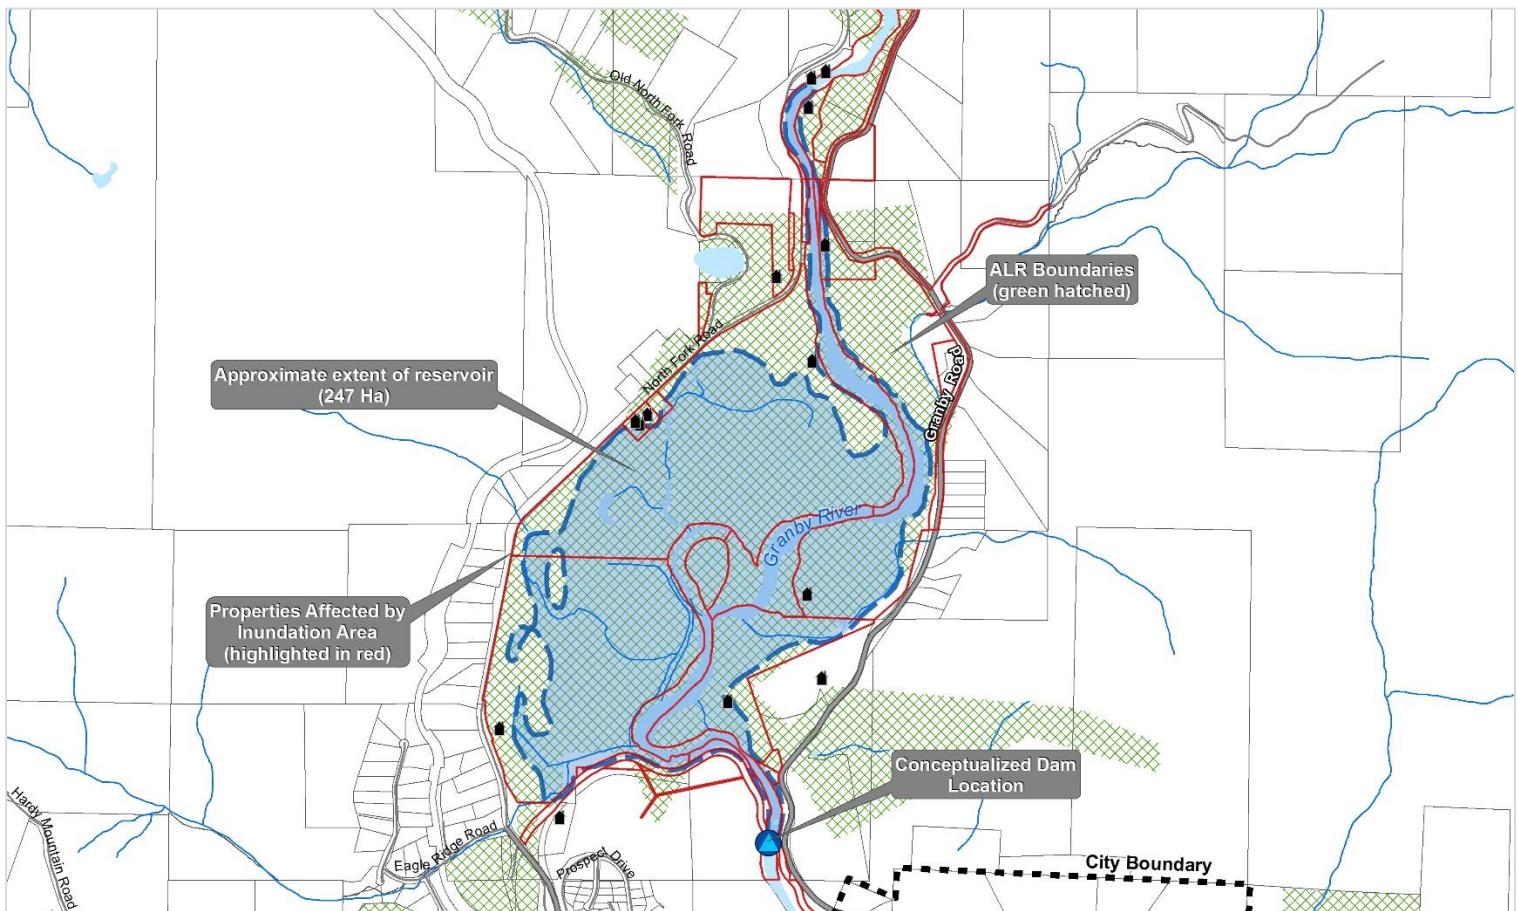 Old North Fork Road
ALR Boundaries
(green hatched)
North Fork Road
Granby Road
Approximate extent of reservoir
(247 Ha)
Granby River
Properties Affected by
Inundation Area
(highlighted in red)
Conceptualized Dam
Location
Hardy Mountain Road
Eagle Ridge Road
Prospect Drive
City Boundary